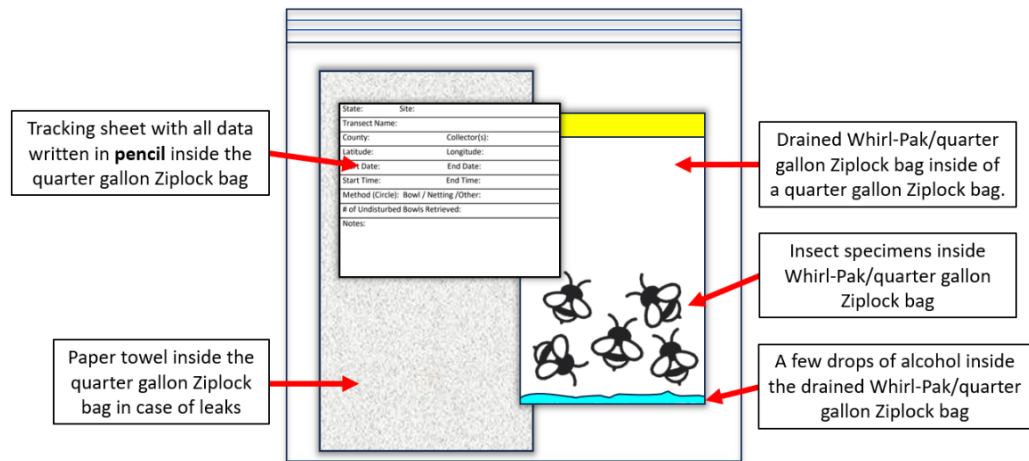 Tracking sheet with all data
written in pencil inside the
quarter gallon Ziplock bag
Paper towel inside the
quarter gallon Ziplock
bag in case of leaks
State: Site:
Transect Name:
County: Collector(s):
Latitude: Longitude:
Date: End Date:
Start Time: End Time:
Method (Circle): Bowl / Netting /Other:
# of Undisturbed Bowls Retrieved:
Notes:
Drained Whirl-Pak/quarter
gallon Ziplock bag inside of
a quarter gallon Ziplock bag.
Insect specimens inside
Whirl-Pak/quarter gallon
Ziplock bag
A few drops of alcohol inside
the drained Whirl-Pak/quarter
gallon Ziplock bag